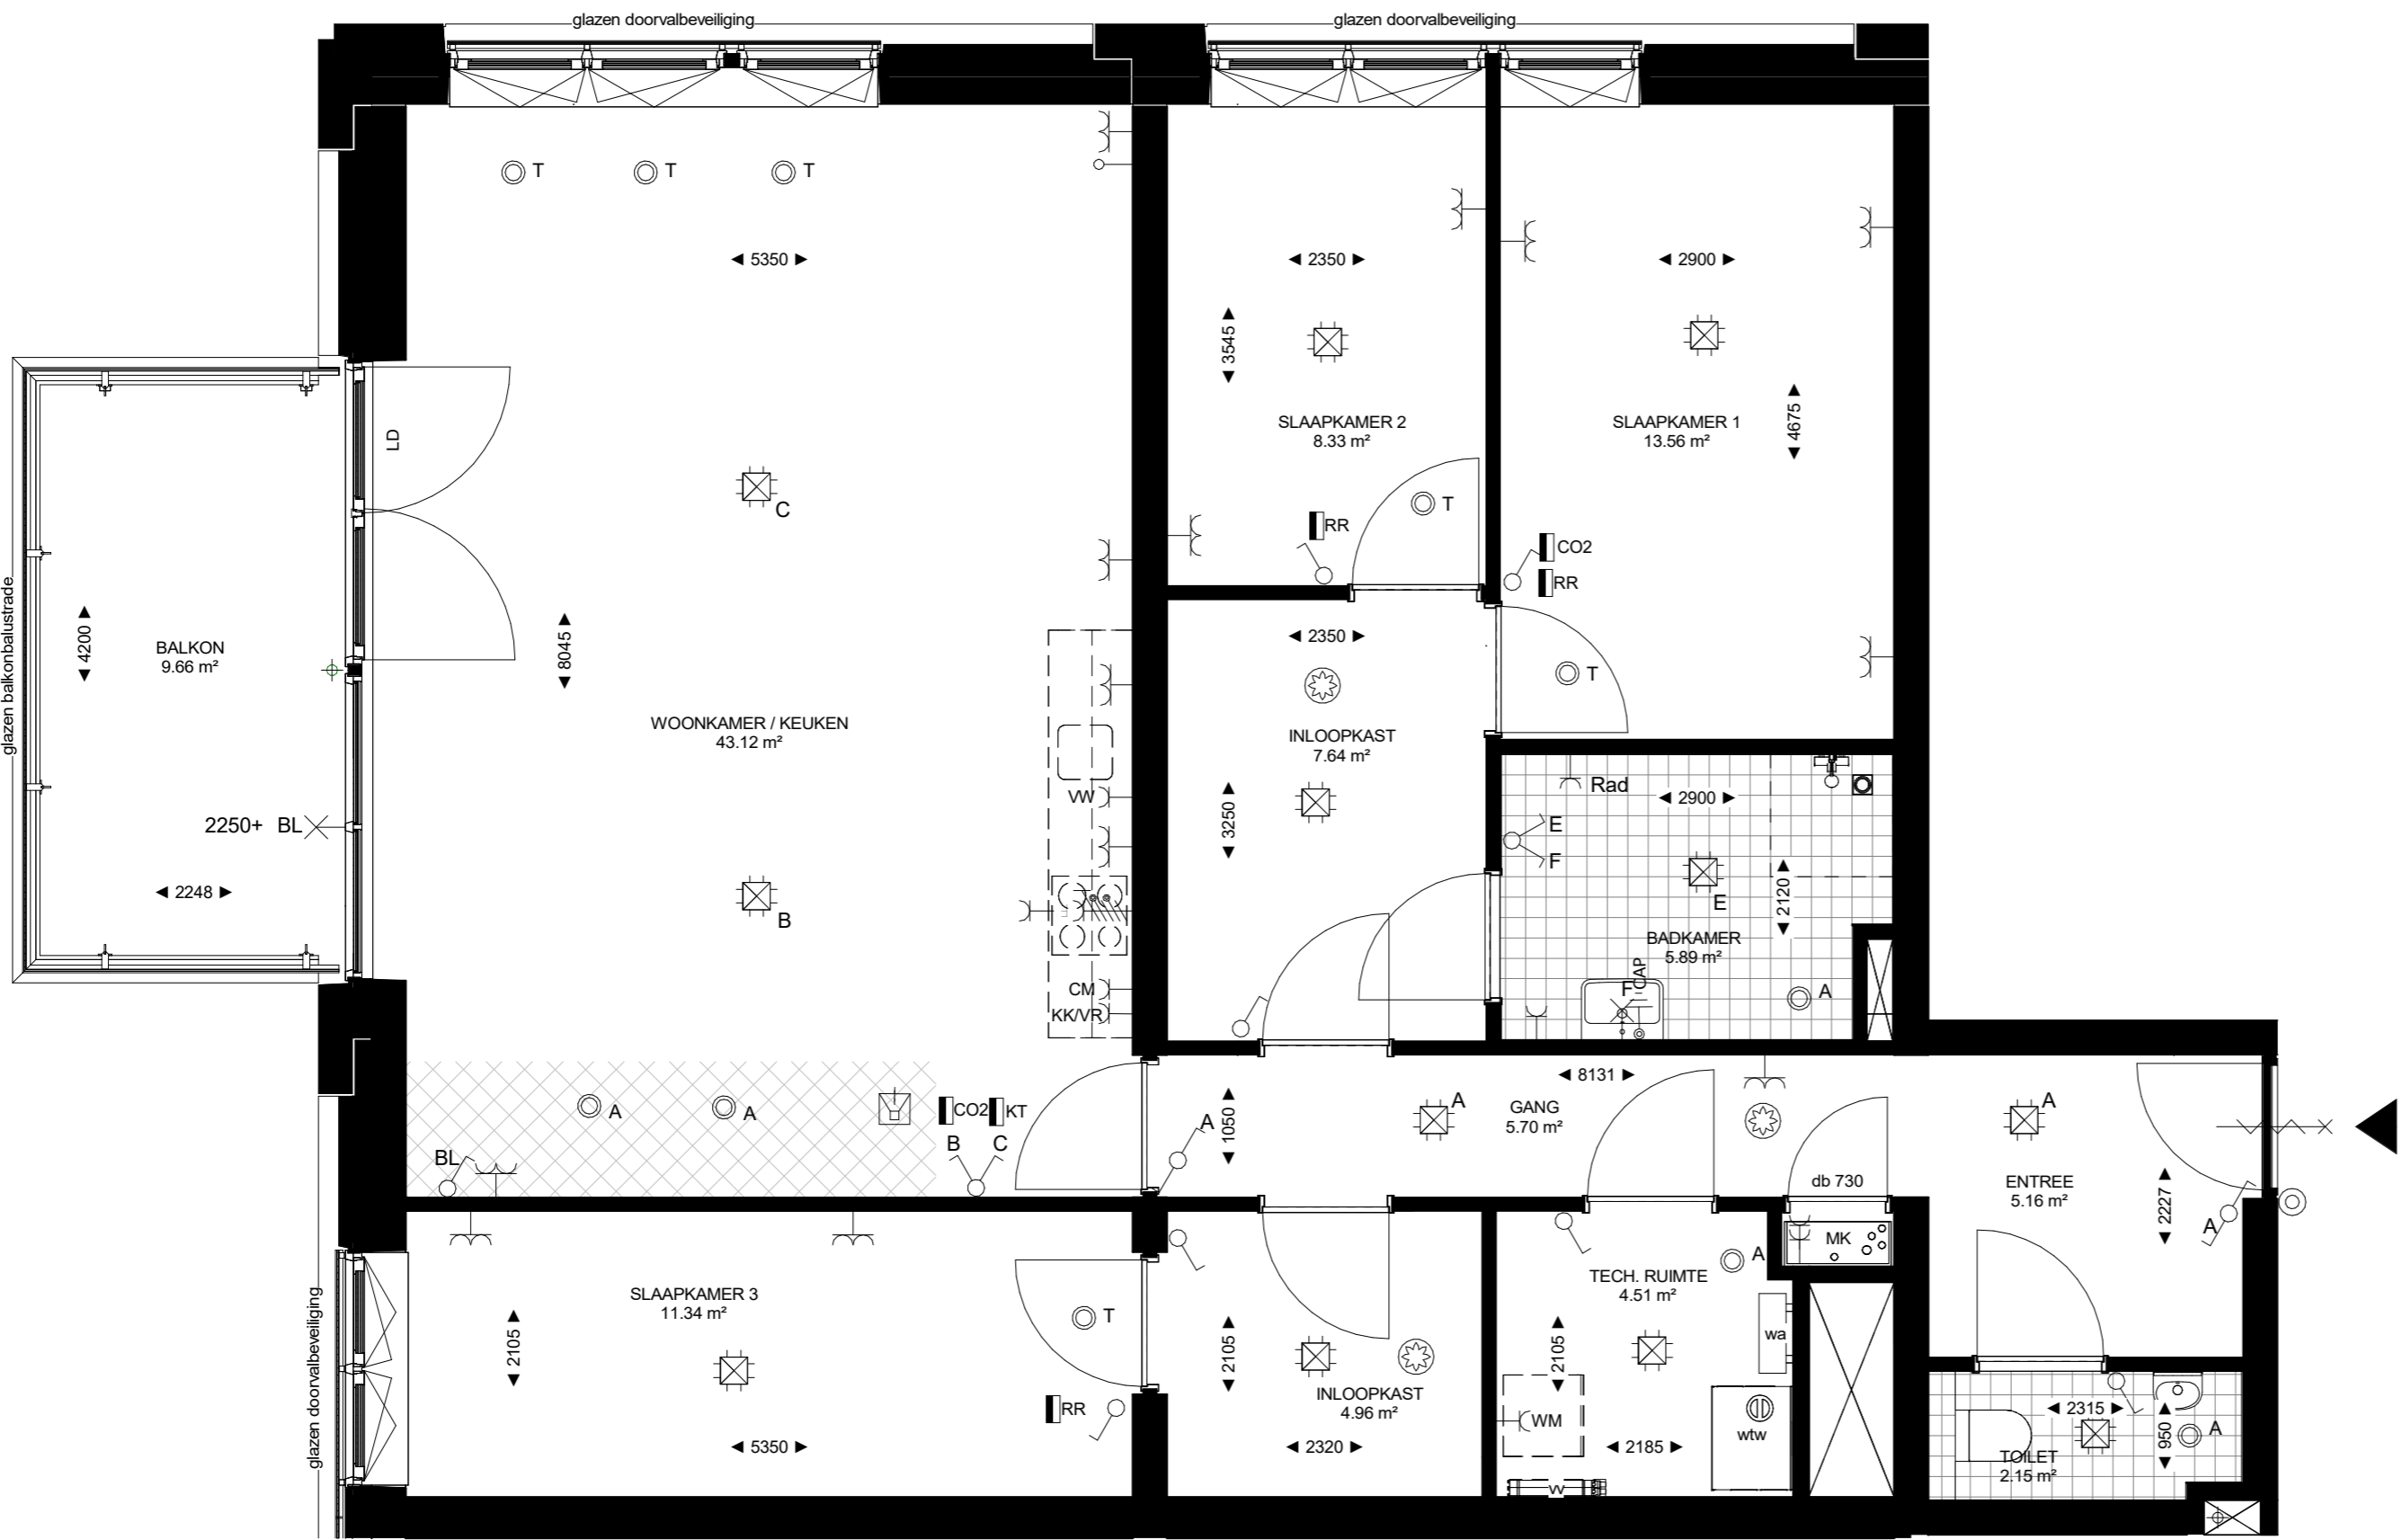 glazen doorvalbeveiliging
glazen doorvalbeveiliging
T
T
T
5350
2350
2900
3545
4675
LD
C
SLAAPKAMER 2
8.33 m²
SLAAPKAMER 1
13.56 m²
T
RR
CO2
RR
glazen balkonbalustrade
4200
BALKON
9.66 m²
8045
2350
T
WOONKAMER / KEUKEN
43.12 m²
INLOOPKAST
7.64 m²
VW
3250
Rad
2900
E
F
2250+ BL
2248
B
E
2120
BADKAMER
5.89 m²
CAP
F
A
CM
KK/VR
A
A
CO2
KT
B
C
BL
A
1050
A
8131
GANG
5.70 m²
A
db 730
ENTREE
5.16 m²
2227
A
MK
glazen doorvalbeveiliging
SLAAPKAMER 3
11.34 m²
2105
T
RR
5350
2105
INLOOPKAST
4.96 m²
2320
TECH. RUIMTE
4.51 m²
A
2105
wa
WM
2185
wtw
VV
2315
950
A
TOILET
2.15 m²